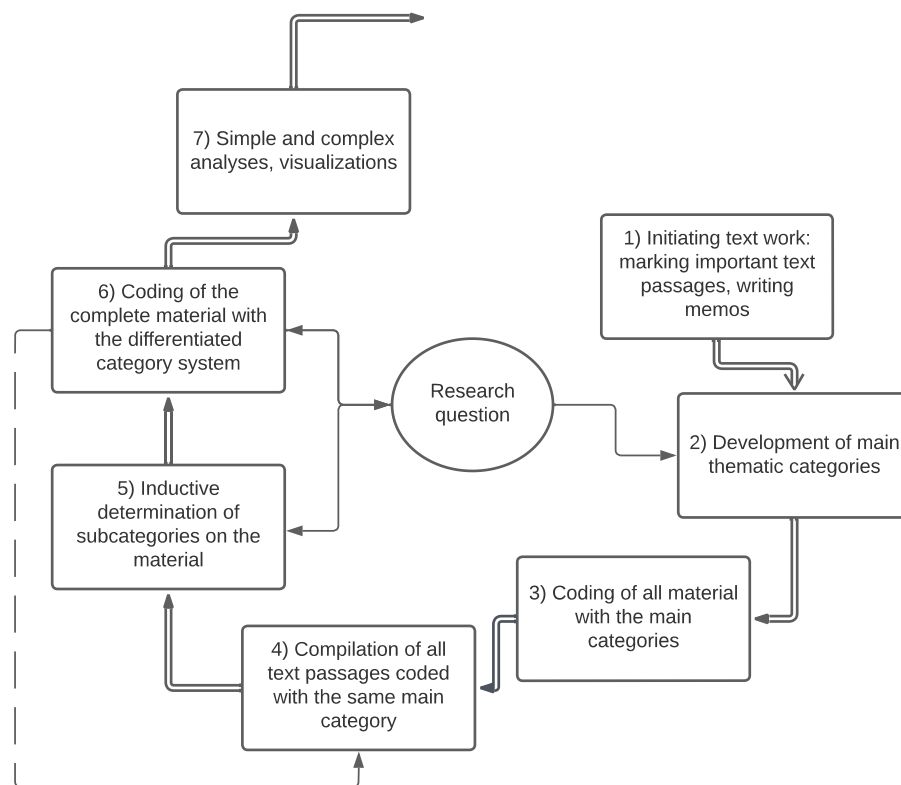 7) Simple and complex
analyses, visualizations
1) Initiating text work:
marking important text
passages, writing
memos
6) Coding of the
complete material with
the differentiated
category system
Research
question
2) Development of main
thematic categories
5) Inductive
determination of
subcategories on the
material
3) Coding of all material
with the main
categories
4) Compilation of all
text passages coded
with the same main
category